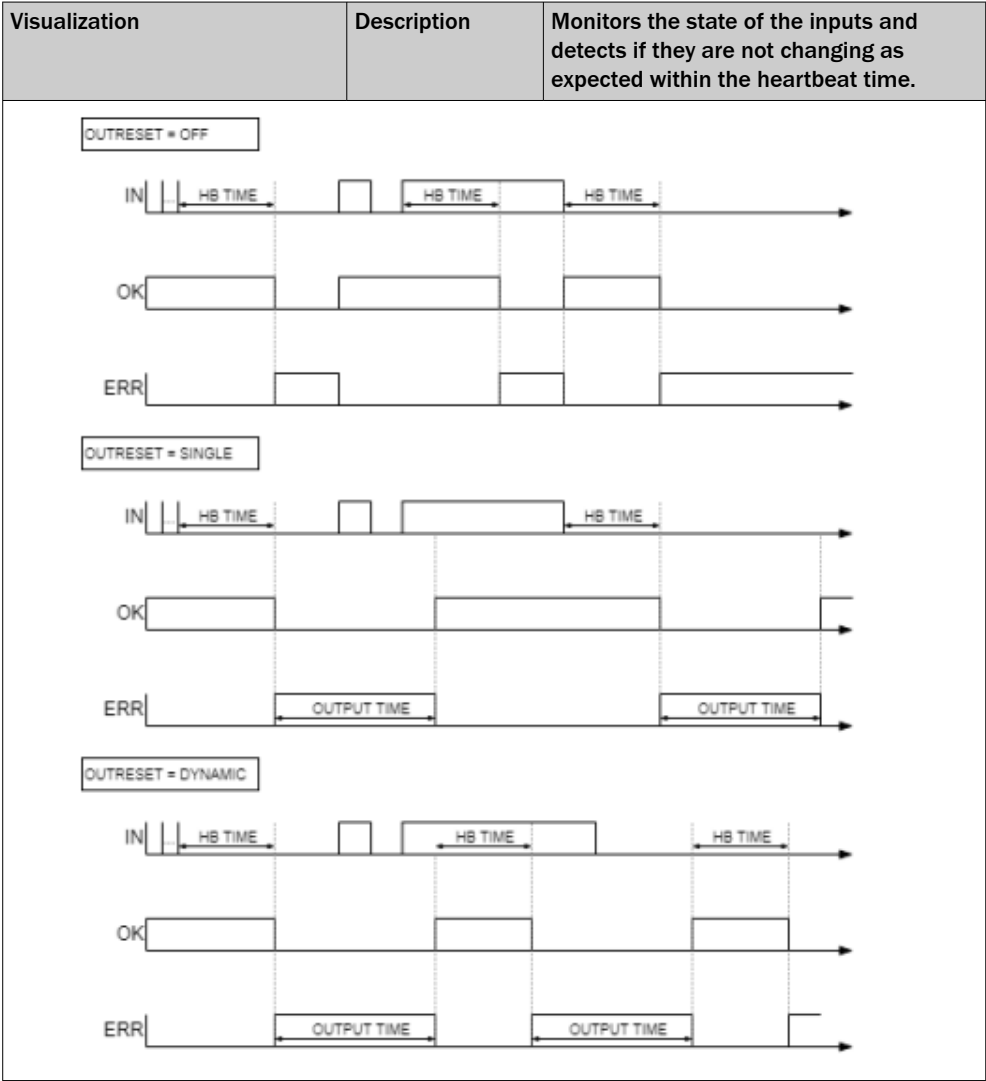 Visualization
Description
Monitors the state of the inputs and
detects if they are not changing as
expected within the heartbeat time.
OUTRESET = OFF
IN
...
HB TIME
HB TIME
HB TIME
OK
ERR
OUTRESET = SINGLE
IN
...
HB TIME
HB TIME
OK
ERR
OUTPUT TIME
OUTPUT TIME
OUTRESET = DYNAMIC
IN
...
HB TIME
HB TIME
HB TIME
OK
ERR
OUTPUT TIME
OUTPUT TIME